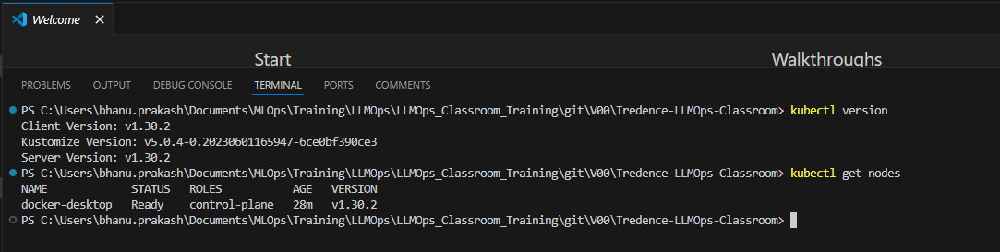 Welcome
Start Walkthroughs
PROBLEMS OUTPUT DEBUG CONSOLE TERMINAL PORTS COMMENTS
PS C:\Users\bhanu.prakash\Documents\MLOps\Training\LLMOps\LLMOps_Classroom_Training\git\V00\Tredence-LLMOps-Classroom> kubectl version
Client Version: v1.30.2
Kustomize Version: v5.0.4-0.20230601165947-6ce0bf390ce3
Server Version: v1.30.2
PS C:\Users\bhanu.prakash\Documents\MLOps\Training\LLMOps\LLMOps_Classroom_Training\git\V00\Tredence-LLMOps-Classroom> kubectl get nodes
NAME STATUS ROLES AGE VERSION
docker-desktop Ready control-plane 28m v1.30.2
PS C:\Users\bhanu.prakash\Documents\MLOps\Training\LLMOps\LLMOps_Classroom_Training\git\V00\Tredence-LLMOps-Classroom>